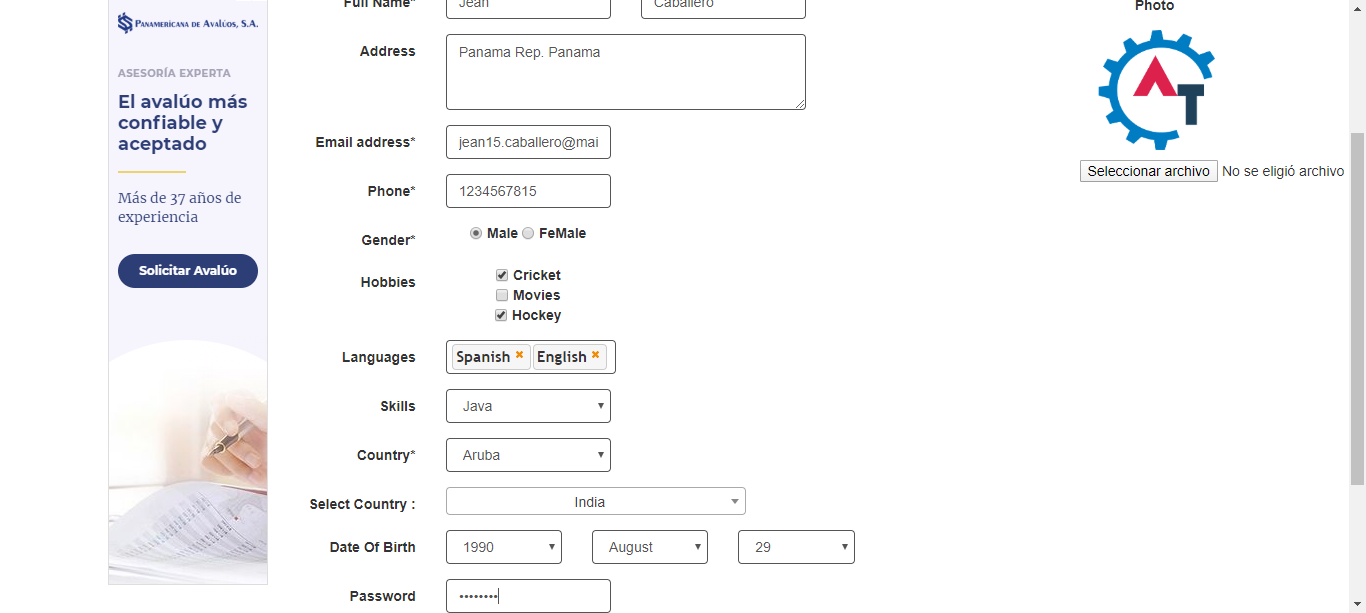 PANAMERICANA DE AVALÚOS, S.A.
ASESORÍA EXPERTA
El avalúo más
confiable y
aceptado
Más de 37 años de
experiencia
Solicitar Avalúo
Full Name* Jean Caballero
Address Panama Rep. Panama
Email address* jean15.caballero@mai
Phone* 1234567815
Gender* Male FeMale
Hobbies Cricket
Movies
Hockey
Languages Spanish English
Skills Java
Country* Aruba
Select Country : India
Date Of Birth 1990 August 29
Password ••••••••
Photo
AT
Seleccionar archivo No se eligió archivo